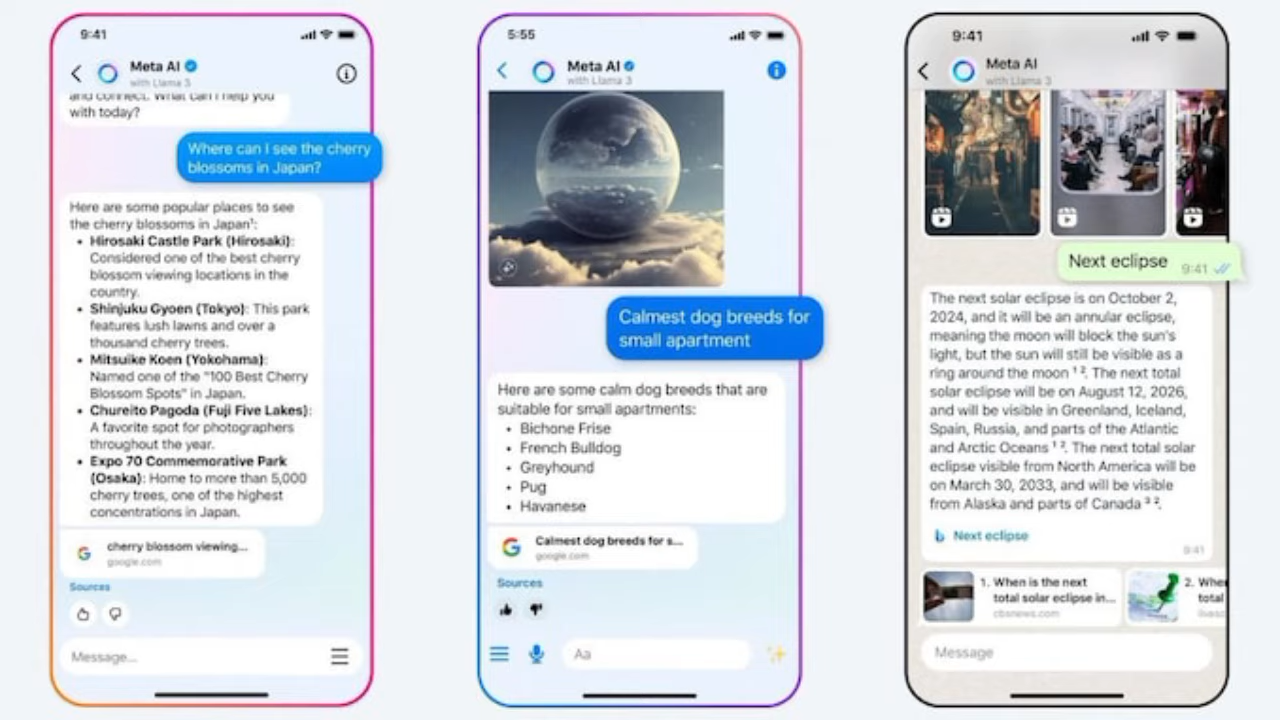 9:41
Meta AI
with Llama 3
and connect. What can I help you
with today?
Where can I see the cherry
blossoms in Japan?
Here are some popular places to see
the cherry blossoms in Japan¹:
• Hirosaki Castle Park (Hirosaki):
Considered one of the best cherry
blossom viewing locations in the
country.
• Shinjuku Gyoen (Tokyo): This park
features lush lawns and over a
thousand cherry trees.
• Mitsuike Koen (Yokohama):
Named one of the "100 Best Cherry
Blossom Spots" in Japan.
• Chureito Pagoda (Fuji Five Lakes):
A favorite spot for photographers
throughout the year.
• Expo 70 Commemorative Park
(Osaka): Home to more than 5,000
cherry trees, one of the highest
concentrations in Japan.
cherry blossom viewing...
google.com
Sources
Message...
5:55
Meta AI
with Llama 3
Calmest dog breeds for
small apartment
Here are some calm dog breeds that are
suitable for small apartments:
• Bichone Frise
• French Bulldog
• Greyhound
• Pug
• Havanese
Calmest dog breeds for s...
google.com
Sources
Aa
9:41
Meta AI
with Llama 3
Next eclipse 9:41
The next solar eclipse is on October 2,
2024, and it will be an annular eclipse,
meaning the moon will block the sun's
light, but the sun will still be visible as a
ring around the moon ¹ ². The next total
solar eclipse will be on August 12, 2026,
and will be visible in Greenland, Iceland,
Spain, Russia, and parts of the Atlantic
and Arctic Oceans ¹ ². The next total solar
eclipse visible from North America will be
on March 30, 2033, and will be visible
from Alaska and parts of Canada ³ ².
Next eclipse
9:41
1. When is the next
total solar eclipse in...
cbsnews.com
2.
total
Message